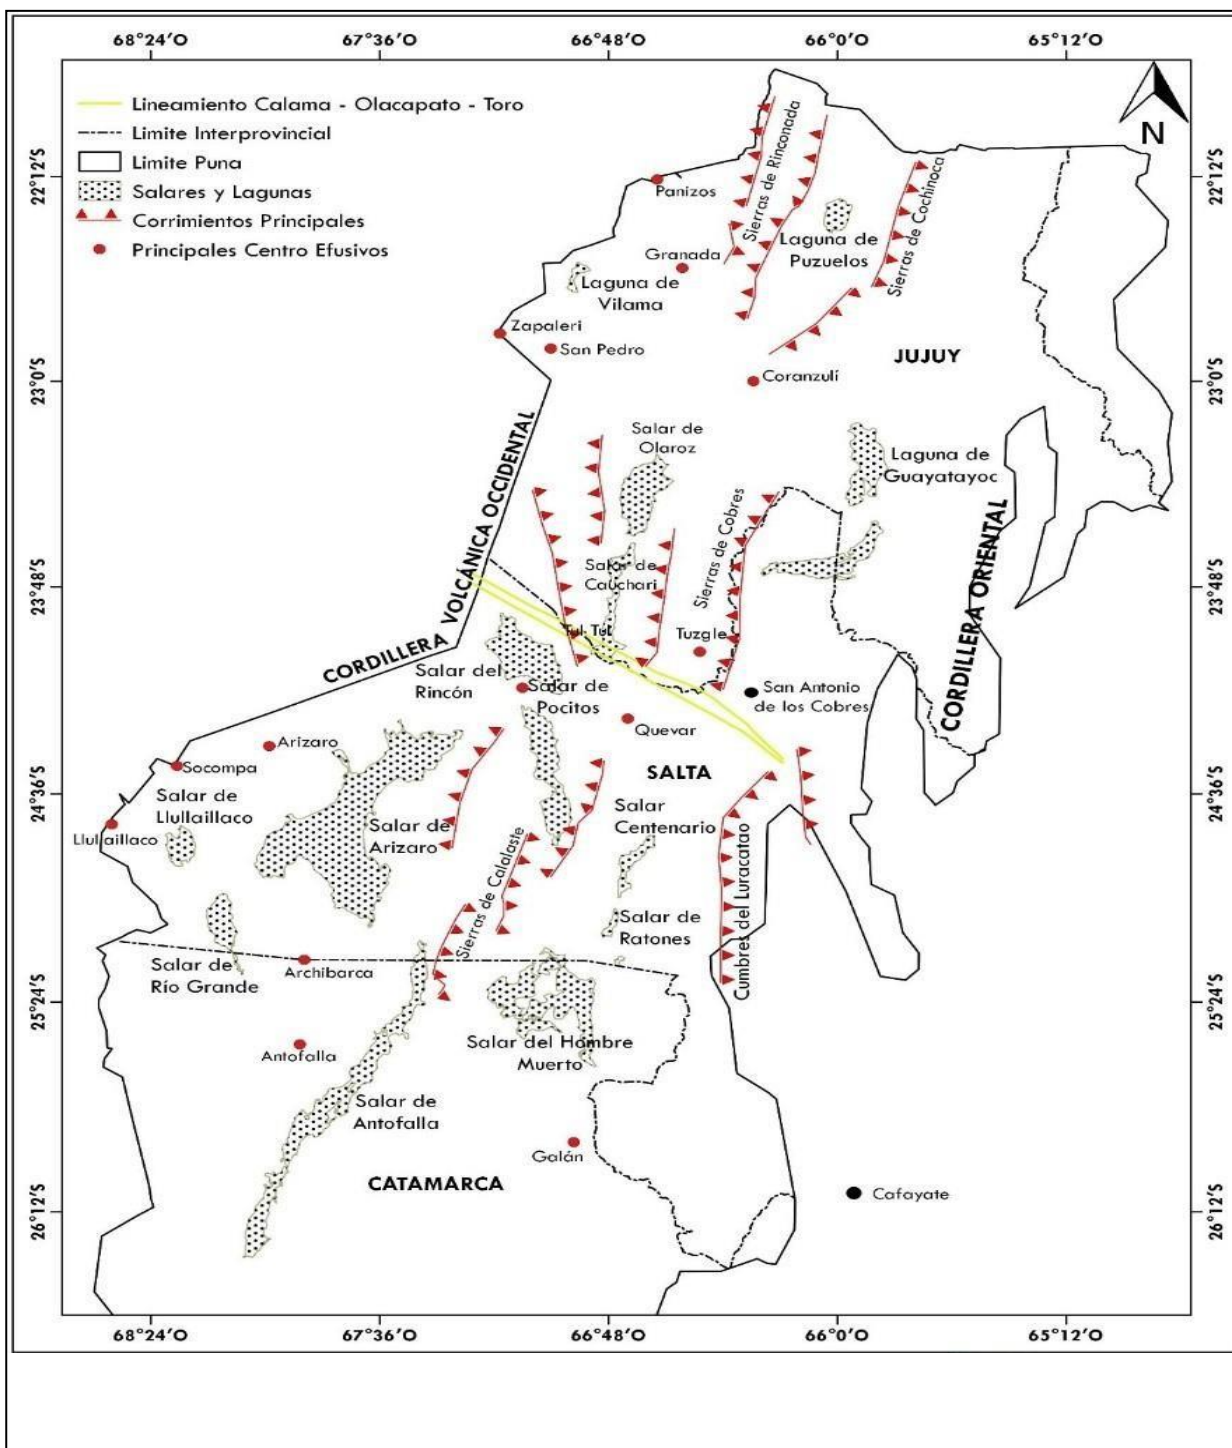 68°24'O 67°36'O 66°48'O 66°0'O 65°12'O
N
Lineamiento Calama - Olacapato - Toro
Limite Interprovincial
Limite Puna
Salares y Lagunas
Corrimientos Principales
Principales Centro Efusivos
22°12'S
22°12'S
Panizos
Sierras de Rinconada
Sierras de Cochinoca
Laguna de
Puzuelos
Granada
Laguna de
Vilama
Zapaleri
San Pedro
JUJUY
23°0'S
23°0'S
Coranzulí
Salar de
Olaroz
Laguna de
Guayatayoc
CORDILLERA VOLCÁNICA OCCIDENTAL
Sierras de Cobres
CORDILLERA ORIENTAL
23°48'S
23°48'S
Salar de
Cauchari
Tul Tul
Tuzgle
Salar del
Rincón
Salar de
Pocitos
San Antonio
de los Cobres
Quevar
Arizaro
Socompa
SALTA
24°36'S
24°36'S
Salar de
Llullaillaco
Llullaillaco
Salar de
Arizaro
Salar
Centenario
Sierras de Calalaste
Cumbres del Luracatao
Salar de
Ratones
Salar de
Río Grande
Archibarca
25°24'S
25°24'S
Antofalla
Salar del Hombre
Muerto
Salar de
Antofalla
Galán
CATAMARCA
Cafayate
26°12'S
26°12'S
68°24'O 67°36'O 66°48'O 66°0'O 65°12'O